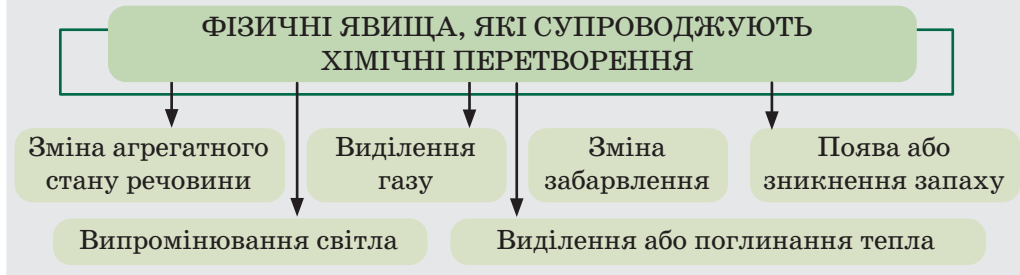 ФІЗИЧНІ ЯВИЩА, ЯКІ СУПРОВОДЖУЮТЬ
ХІМІЧНІ ПЕРЕТВОРЕННЯ
Зміна агрегатного
стану речовини
Виділення
газу
Зміна
забарвлення
Поява або
зникнення запаху
Випромінювання світла
Виділення або поглинання тепла